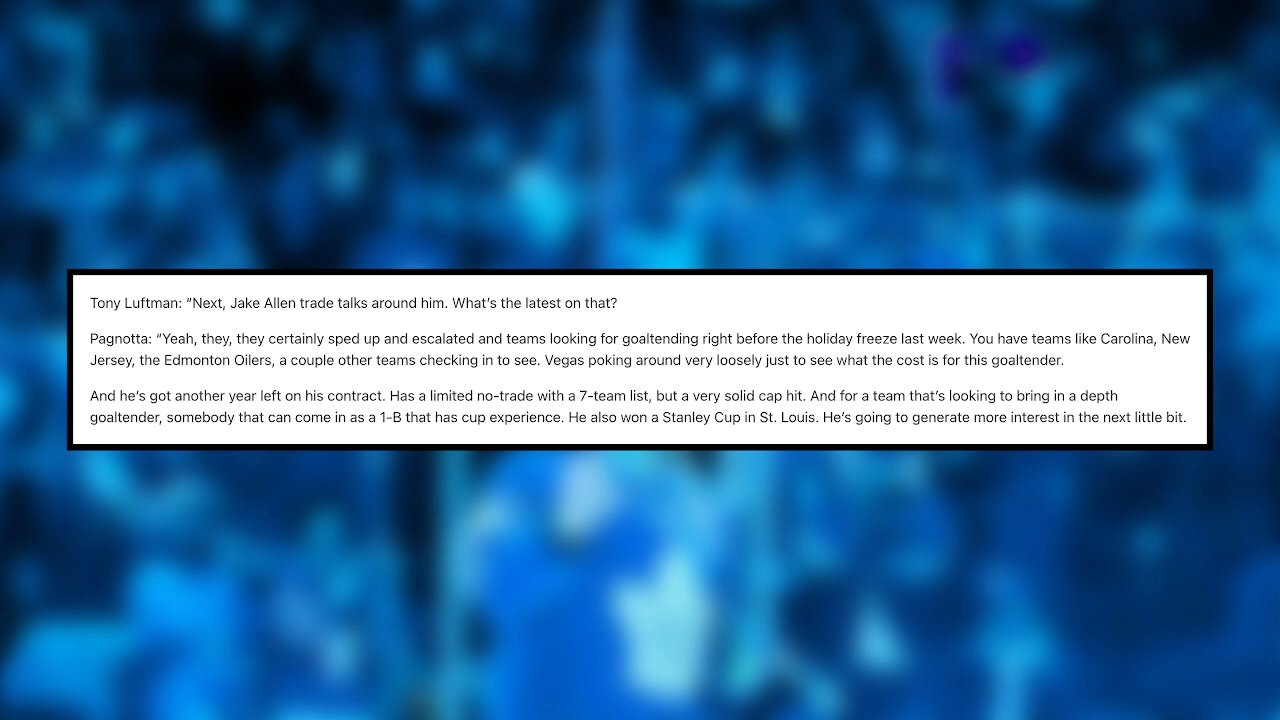 Tony Luftman: “Next, Jake Allen trade talks around him. What’s the latest on that?
Pagnotta: “Yeah, they, they certainly sped up and escalated and teams looking for goaltending right before the holiday freeze last week. You have teams like Carolina, New
Jersey, the Edmonton Oilers, a couple other teams checking in to see. Vegas poking around very loosely just to see what the cost is for this goaltender.
And he’s got another year left on his contract. Has a limited no-trade with a 7-team list, but a very solid cap hit. And for a team that’s looking to bring in a depth
goaltender, somebody that can come in as a 1-B that has cup experience. He also won a Stanley Cup in St. Louis. He’s going to generate more interest in the next little bit.